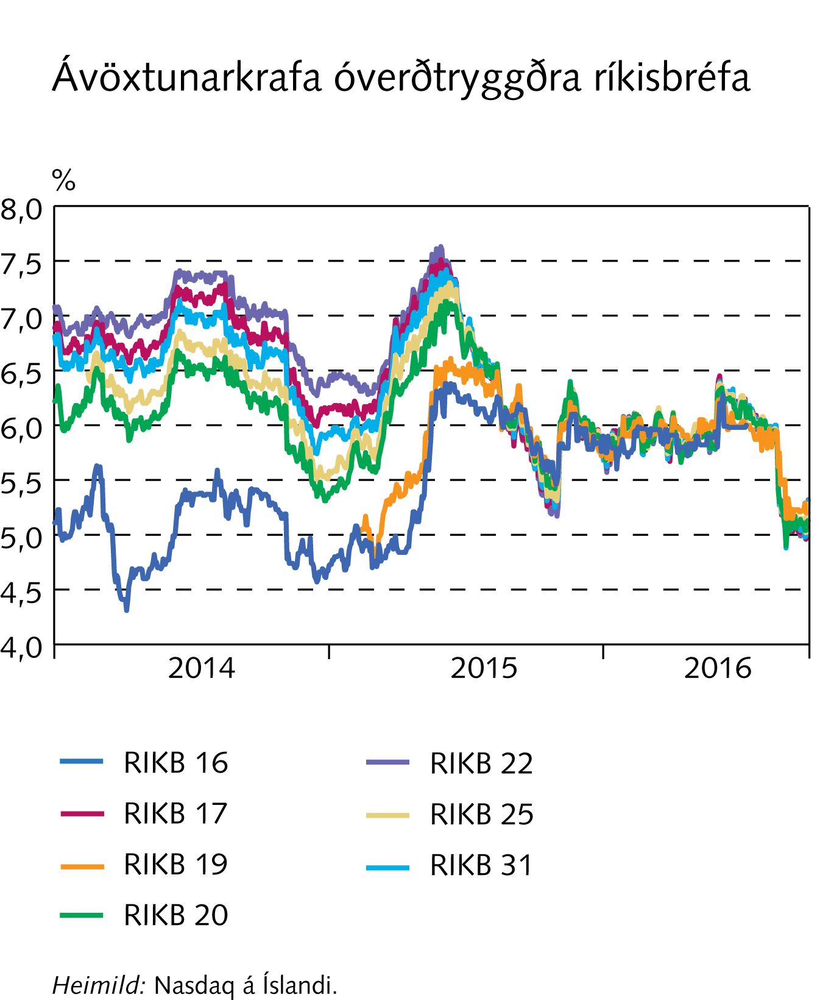 Ávöxtunarkrafa óverðtryggðra ríkisbréfa
%
8,0
7,5
7,0
6,5
6,0
5,5
5,0
4,5
4,0
2014 2015 2016
RIKB 16 RIKB 22
RIKB 17 RIKB 25
RIKB 19 RIKB 31
RIKB 20
Heimild: Nasdaq á Íslandi.